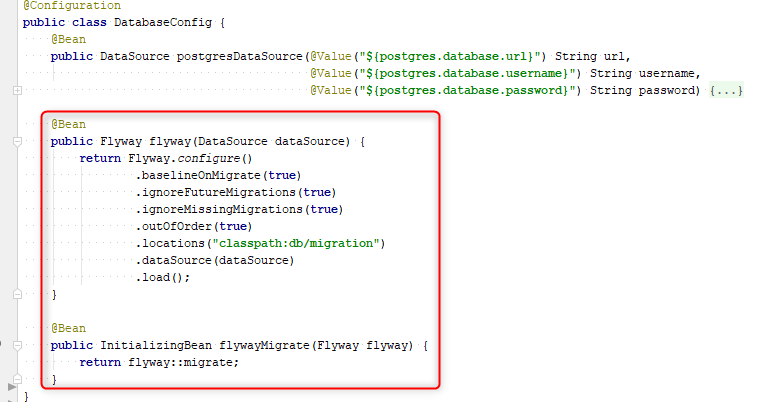 @Configuration
public class DatabaseConfig {
@Bean
public DataSource postgresDataSource(@Value("${postgres.database.url}") String url,
@Value("${postgres.database.username}") String username,
@Value("${postgres.database.password}") String password) {...}
@Bean
public Flyway flyway(DataSource dataSource) {
return Flyway.configure()
.baselineOnMigrate(true)
.ignoreFutureMigrations(true)
.ignoreMissingMigrations(true)
.outOfOrder(true)
.locations("classpath:db/migration")
.dataSource(dataSource)
.load();
}
@Bean
public InitializingBean flywayMigrate(Flyway flyway) {
return flyway::migrate;
}
}